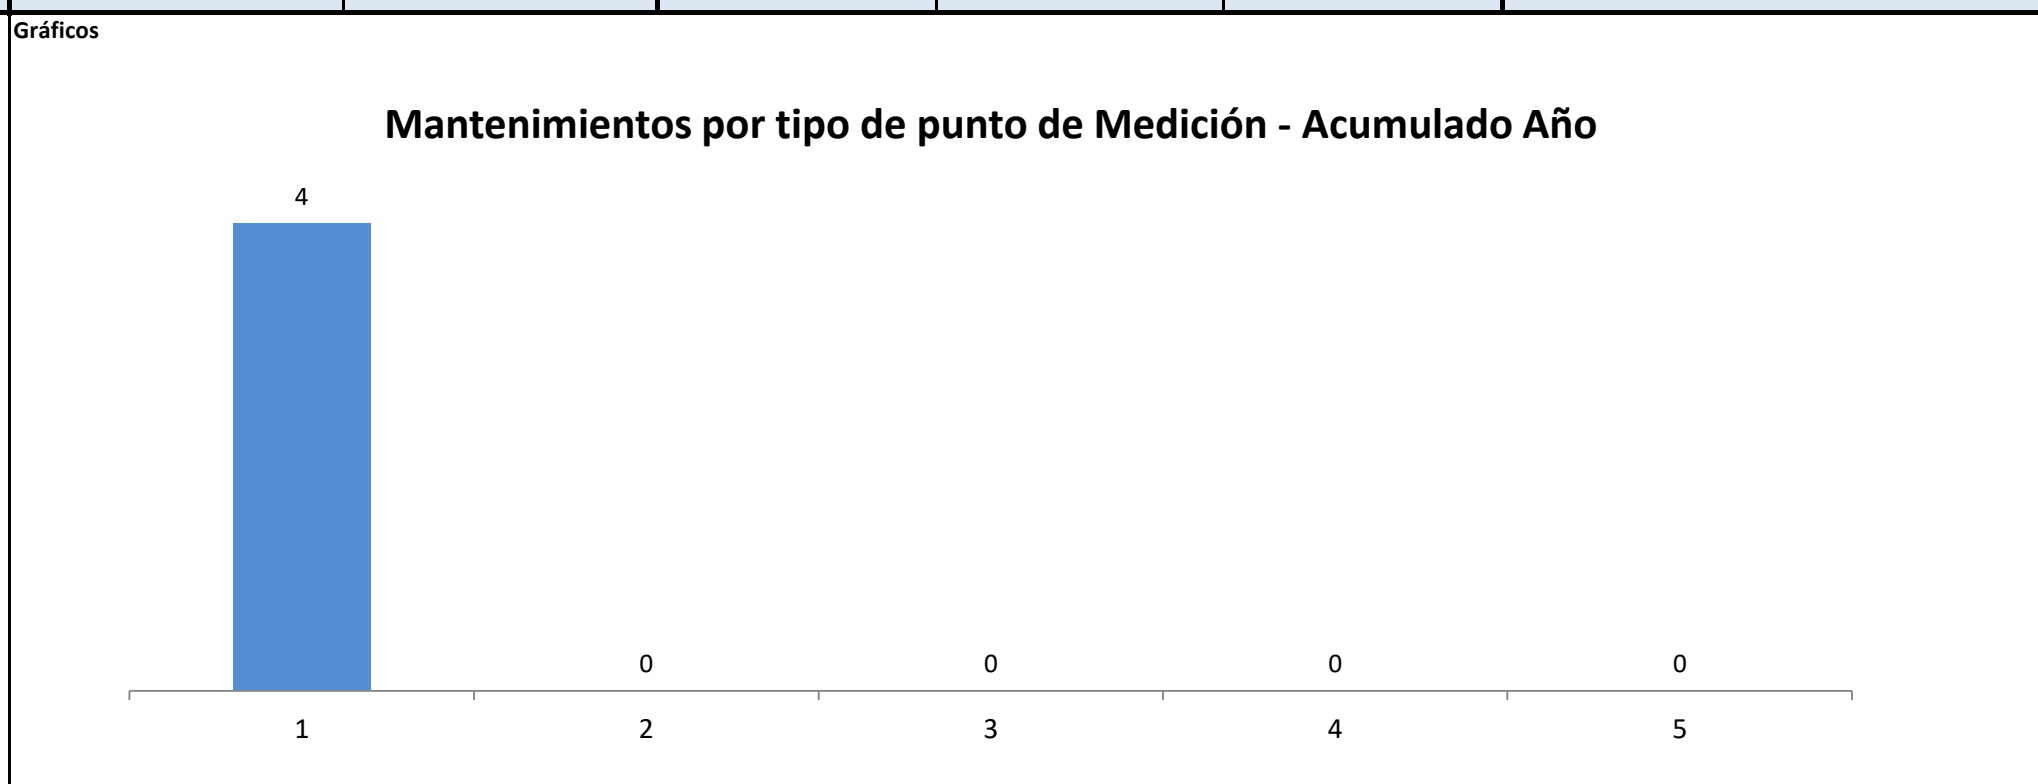 Gráficos
Mantenimientos por tipo de punto de Medición - Acumulado Año
4
0 0 0 0
1 2 3 4 5